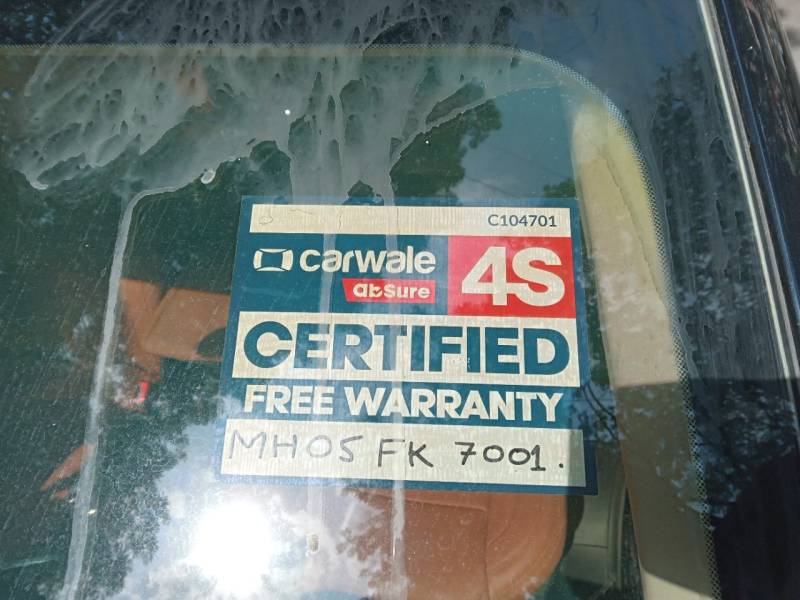 C104701
carwale
absure
4S
CERTIFIED
FREE WARRANTY
MH05 FK 7001.